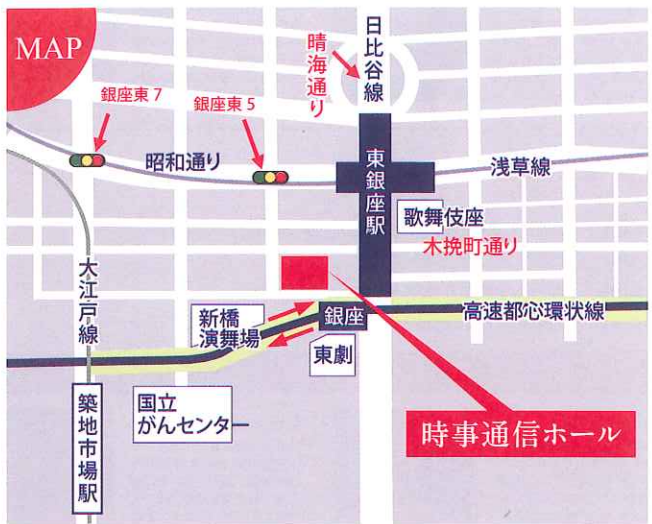 MAP
銀座東7
銀座東5
晴海通り
日比谷線
昭和通り
東銀座駅
浅草線
歌舞伎座
木挽町通り
大江戸線
新橋
演舞場
銀座
高速都心環状線
東劇
国立
がんセンター
築地市場駅
時事通信ホール